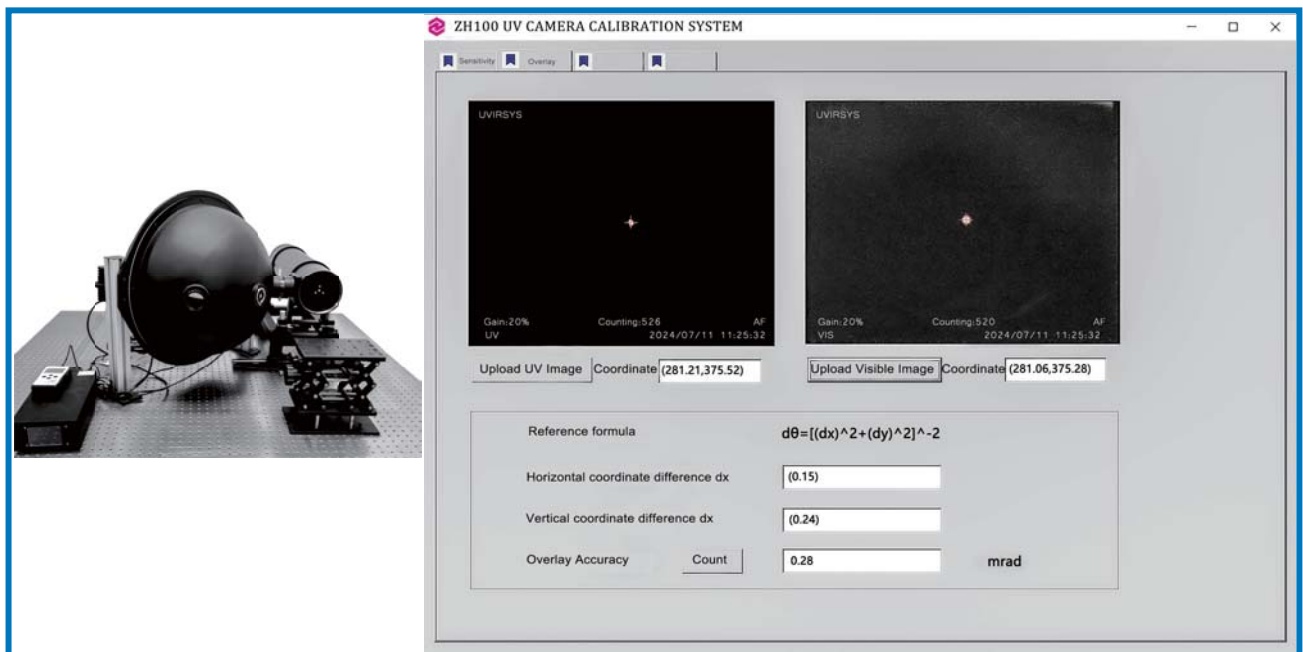 ZH100 UV CAMERA CALIBRATION SYSTEM
Sensitivity Overlay
UVIRSYS
Gain:20% Counting:526 AF
UV 2024/07/11 11:25:32
UVIRSYS
Gain:20% Counting:520 AF
VIS 2024/07/11 11:25:32
Upload UV Image Coordinate (281.21,375.52)
Upload Visible Image Coordinate (281.06,375.28)
Reference formula dθ=[(dx)^2+(dy)^2]^-2
Horizontal coordinate difference dx (0.15)
Vertical coordinate difference dx (0.24)
Overlay Accuracy Count 0.28 mrad